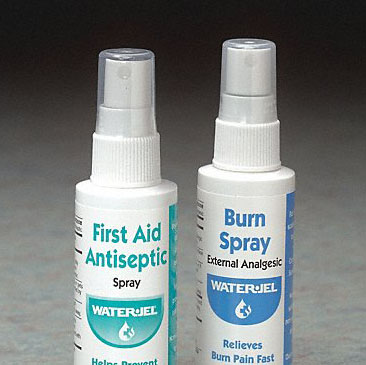 First Aid
Antiseptic
Spray
WATER·JEL
Helps Prevent
Burn
Spray
External Analgesic
WATER·JEL
Relieves
Burn Pain Fast